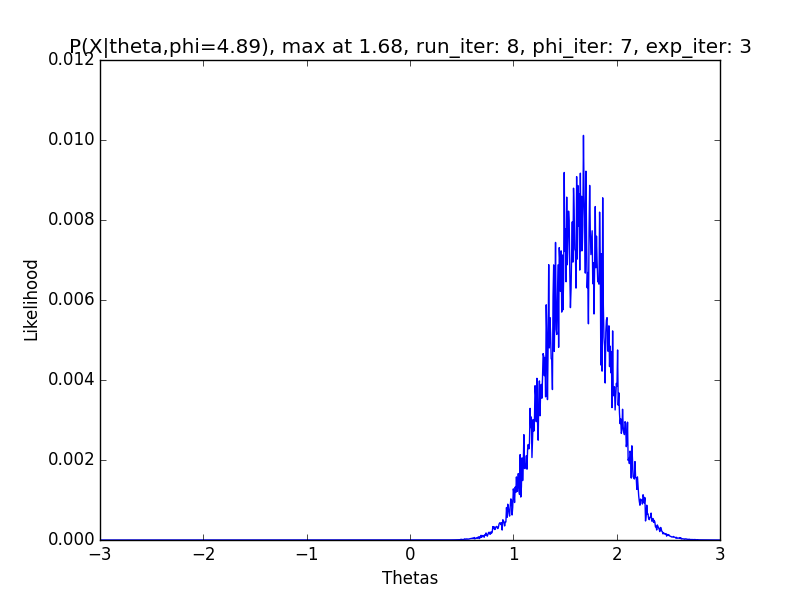 P(X|theta,phi=4.89), max at 1.68, run_iter: 8, phi_iter: 7, exp_iter: 3
0.012
0.010
0.008
0.006
0.004
0.002
0.000
Likelihood
−3 −2 −1 0 1 2 3
Thetas